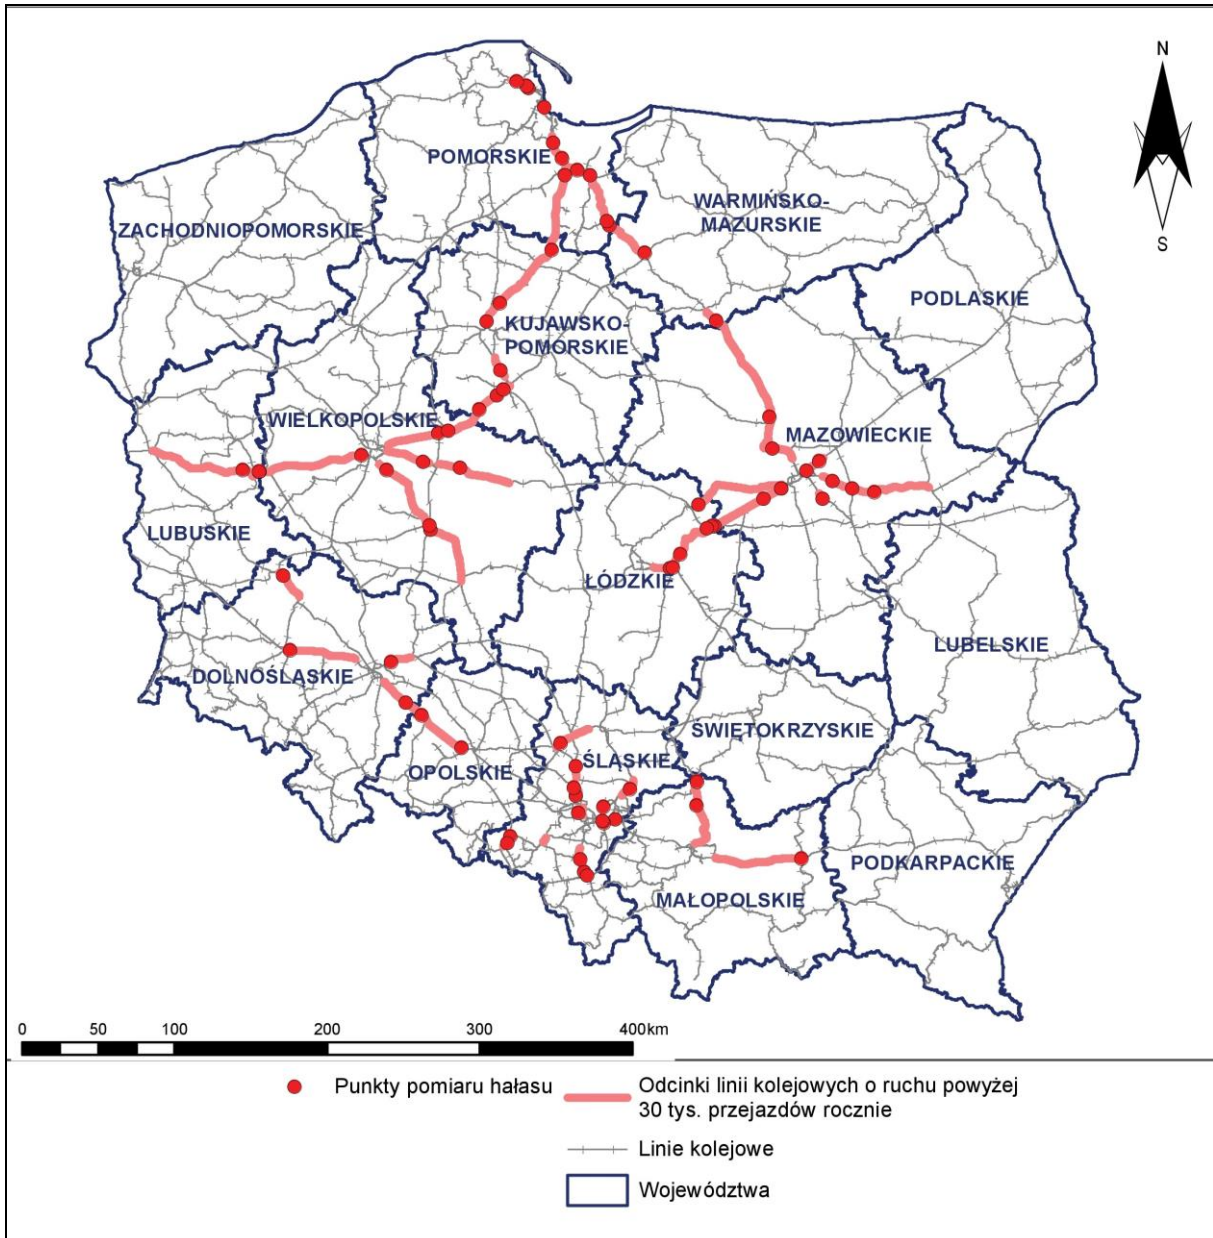 N
S
POMORSKIE
WARMIŃSKO-
MAZURSKIE
ZACHODNIOPOMORSKIE
PODLASKIE
KUJAWSKO-
POMORSKIE
WIELKOPOLSKIE
MAZOWIECKIE
LUBUSKIE
ŁÓDZKIE
LUBELSKIE
DOLNOŚLĄSKIE
ŚWIĘTOKRZYSKIE
OPOLSKIE
ŚLĄSKIE
PODKARPACKIE
MAŁOPOLSKIE
0 50 100 200 300 400 km
Punkty pomiaru hałasu
Odcinki linii kolejowych o ruchu powyżej
30 tys. przejazdów rocznie
Linie kolejowe
Województwa